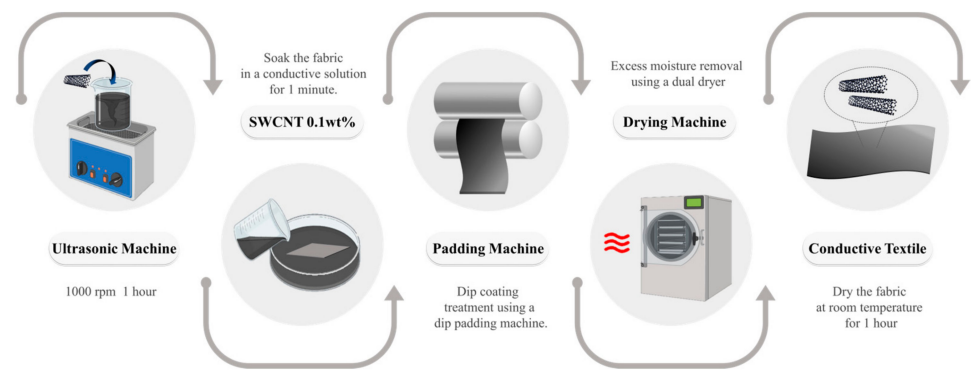 Ultrasonic Machine
1000 rpm 1 hour
Soak the fabric
in a conductive solution
for 1 minute.
SWCNT 0.1wt%
Padding Machine
Dip coating
treatment using a
dip padding machine.
Excess moisture removal
using a dual dryer
Drying Machine
Conductive Textile
Dry the fabric
at room temperature
for 1 hour